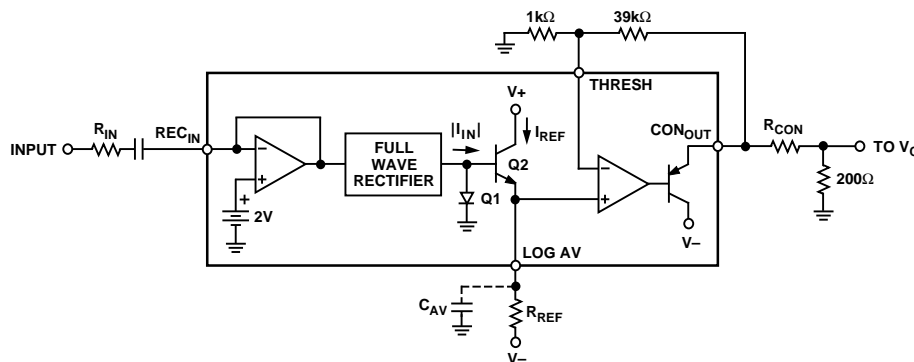 1kΩ
39kΩ
THRESH
V+
R_IN
REC_IN
|I_IN|
I_REF
CON_OUT
R_CON
INPUT
FULL
WAVE
RECTIFIER
Q2
TO V_C
–
+
–
+
+
2V
Q1
200Ω
V–
LOG AV
C_AV
R_REF
V–